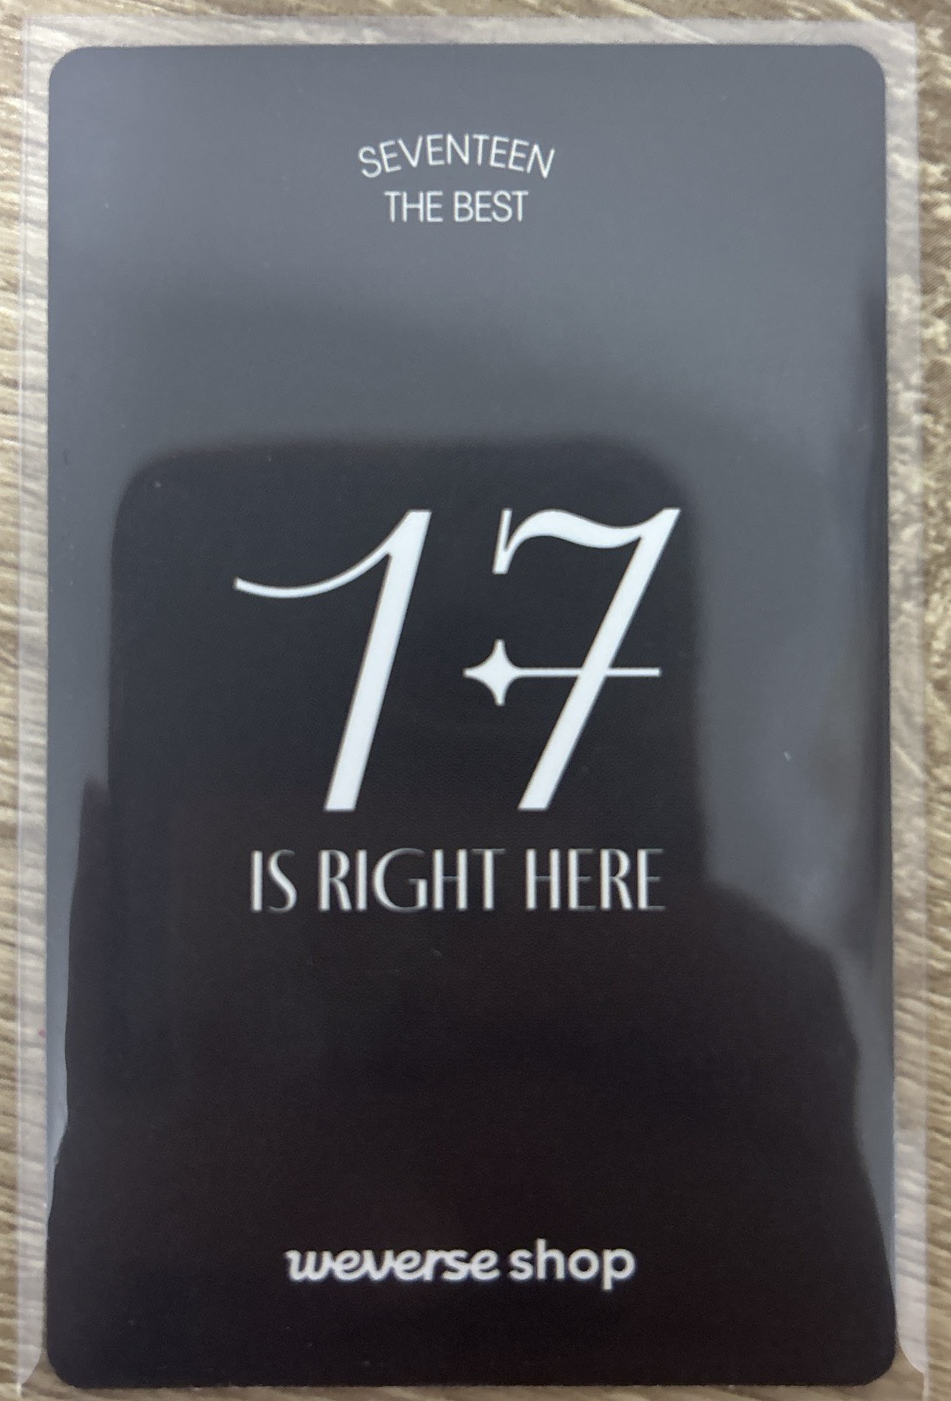 SEVENTEEN
THE BEST
17
IS RIGHT HERE
weverse shop